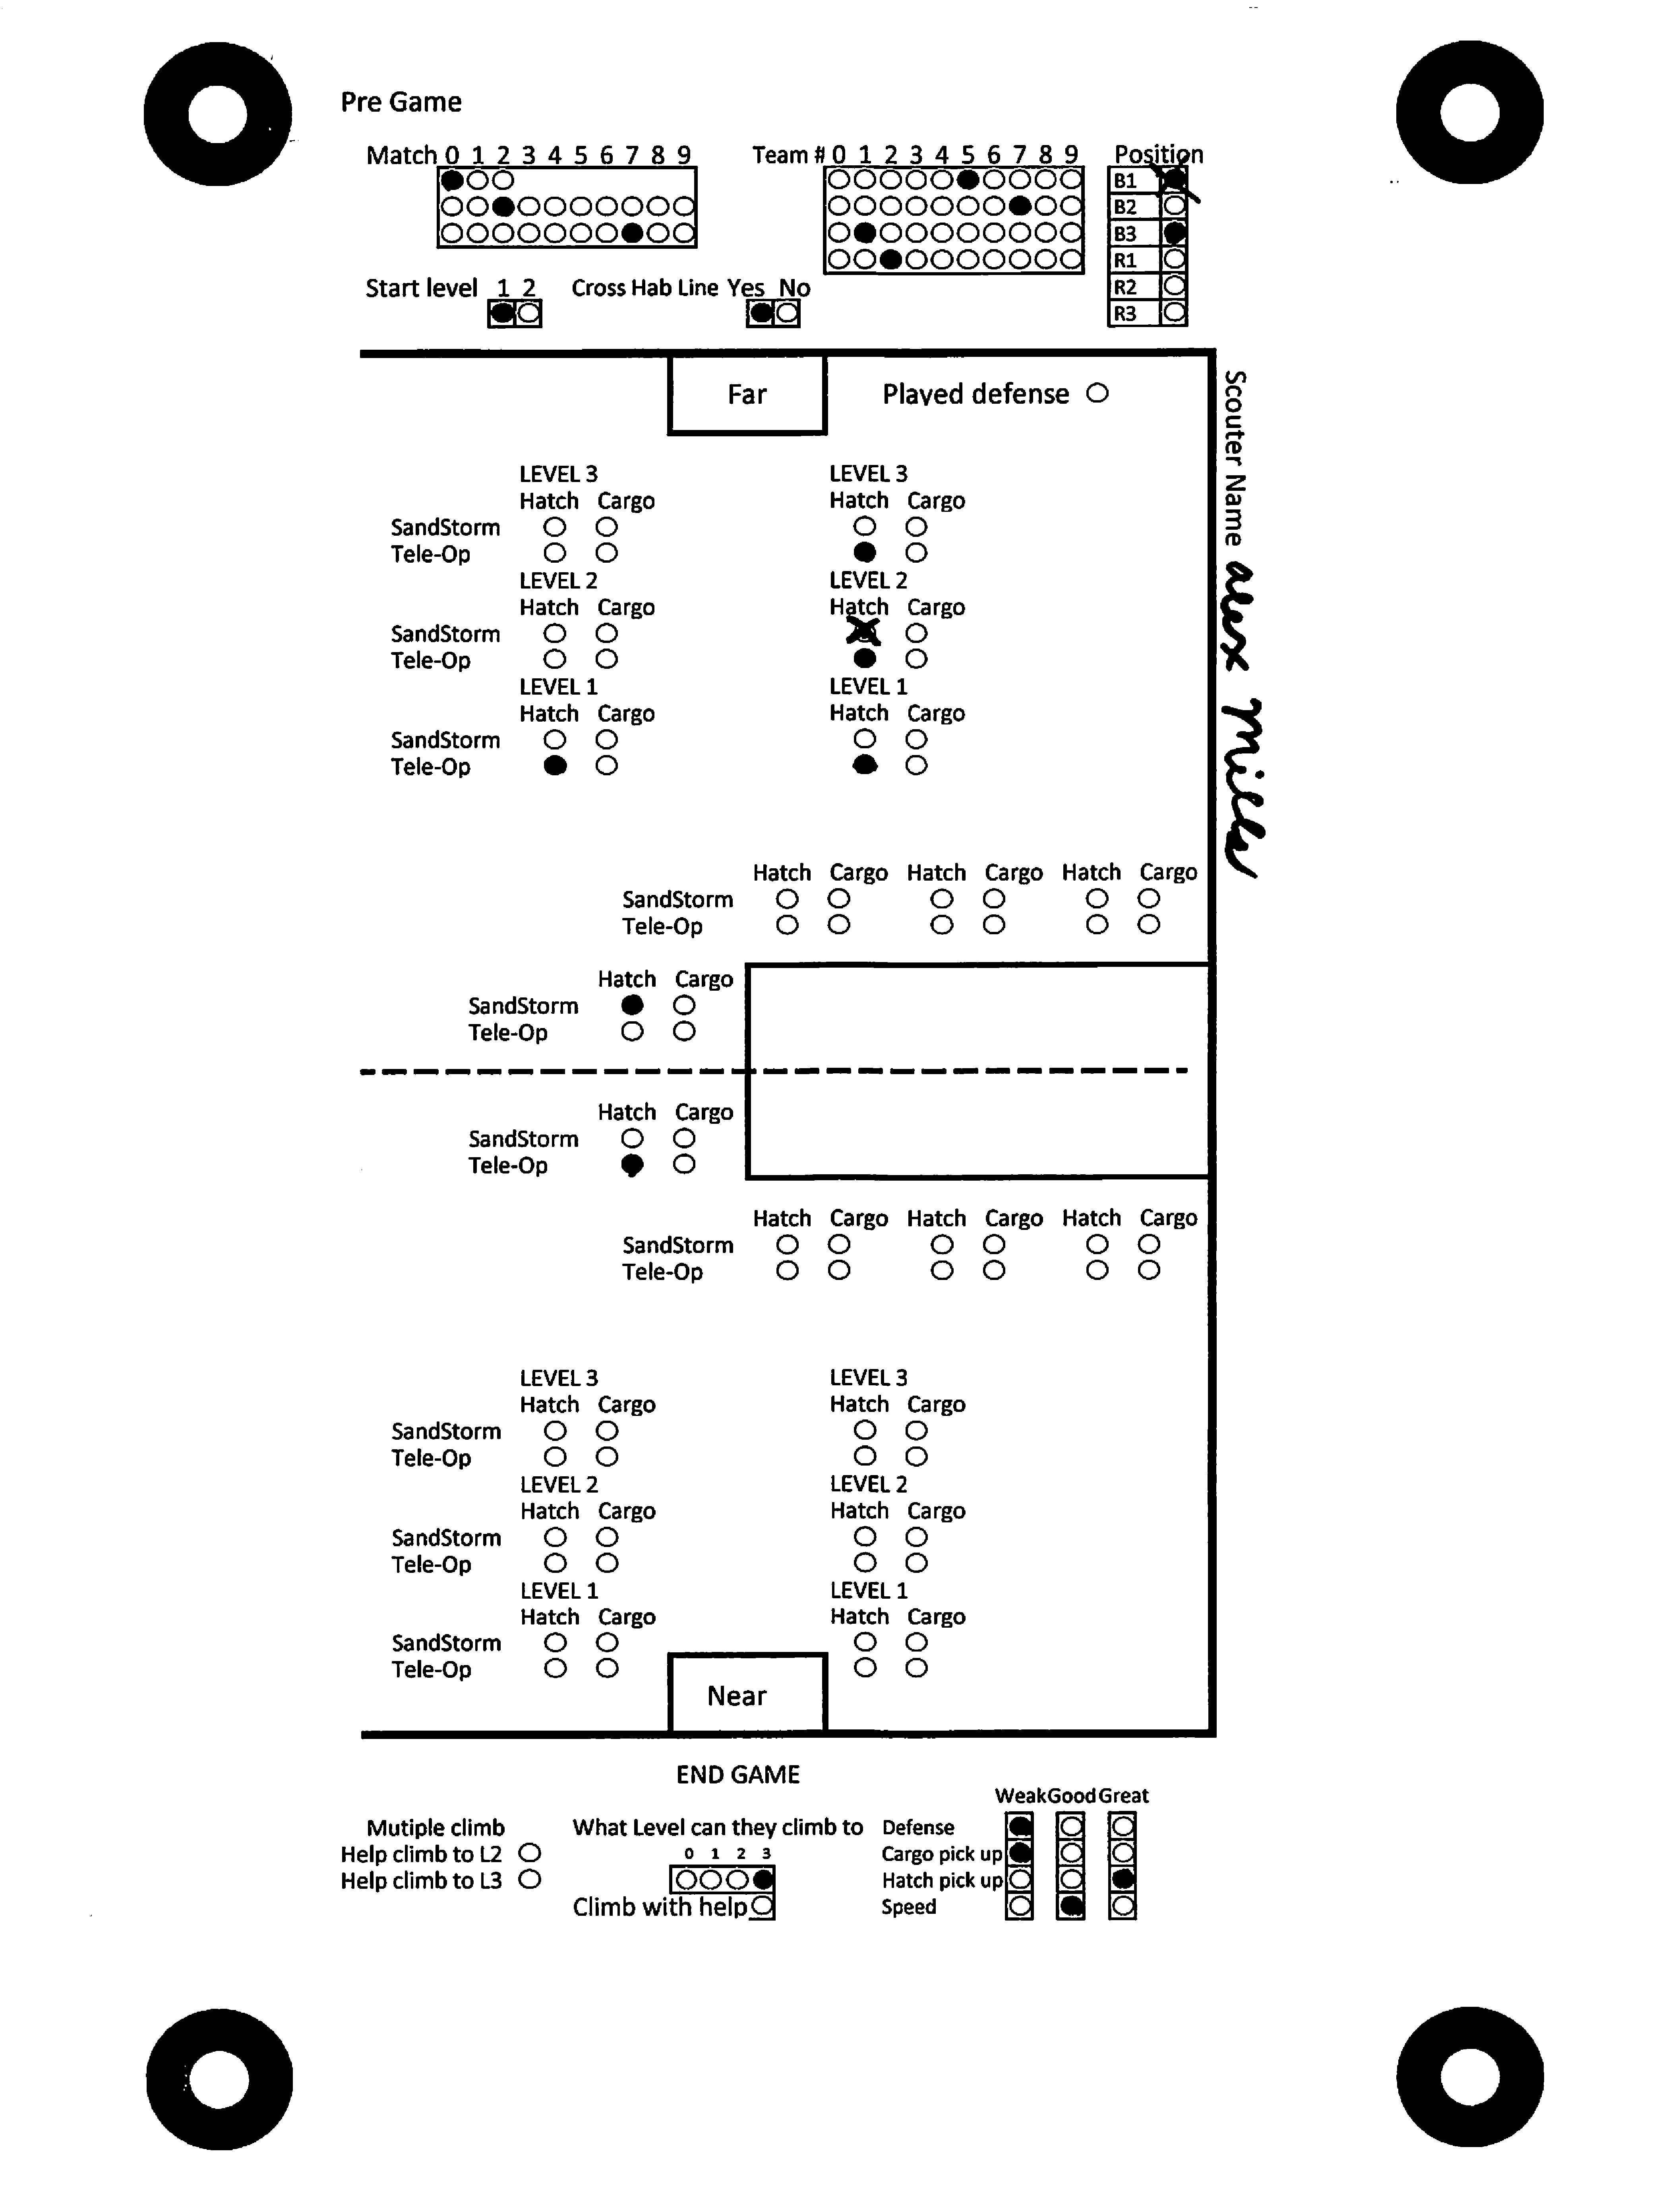 Pre Game
Match 0 1 2 3 4 5 6 7 8 9
Team # 0 1 2 3 4 5 6 7 8 9
Position
B1
B2
B3
R1
R2
R3
Start level 1 2
Cross Hab Line Yes No
Far
Played defense
Scouter Name alex Miller
LEVEL 3 LEVEL 3
Hatch Cargo Hatch Cargo
SandStorm
Tele-Op
LEVEL 2 LEVEL 2
Hatch Cargo Hatch Cargo
SandStorm
Tele-Op
LEVEL 1 LEVEL 1
Hatch Cargo Hatch Cargo
SandStorm
Tele-Op
Hatch Cargo Hatch Cargo Hatch Cargo
SandStorm
Tele-Op
Hatch Cargo
SandStorm
Tele-Op
Hatch Cargo
SandStorm
Tele-Op
Hatch Cargo Hatch Cargo Hatch Cargo
SandStorm
Tele-Op
LEVEL 3 LEVEL 3
Hatch Cargo Hatch Cargo
SandStorm
Tele-Op
LEVEL 2 LEVEL 2
Hatch Cargo Hatch Cargo
SandStorm
Tele-Op
LEVEL 1 LEVEL 1
Hatch Cargo Hatch Cargo
SandStorm
Tele-Op
Near
END GAME
Mutiple climb
Help climb to L2
Help climb to L3
What Level can they climb to
0 1 2 3
Climb with help
Weak Good Great
Defense
Cargo pick up
Hatch pick up
Speed